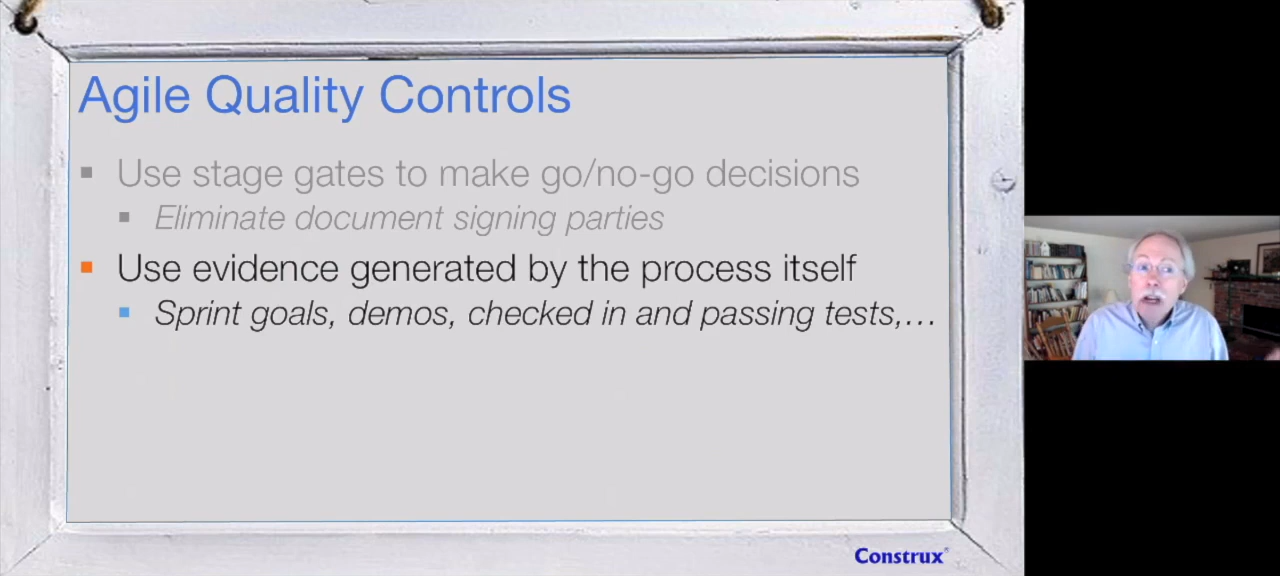 Agile Quality Controls
Use stage gates to make go/no-go decisions
Eliminate document signing parties
Use evidence generated by the process itself
Sprint goals, demos, checked in and passing tests,…
Construx®